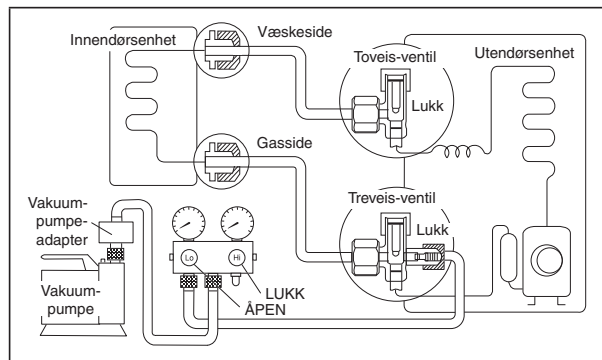 Innendørsenhet
Væskeside
Toveis-ventil
Utendørsenhet
Lukk
Gasside
Treveis-ventil
Lukk
Vakuum-
pumpe-
adapter
Lo
Hi
LUKK
ÅPEN
Vakuum-
pumpe